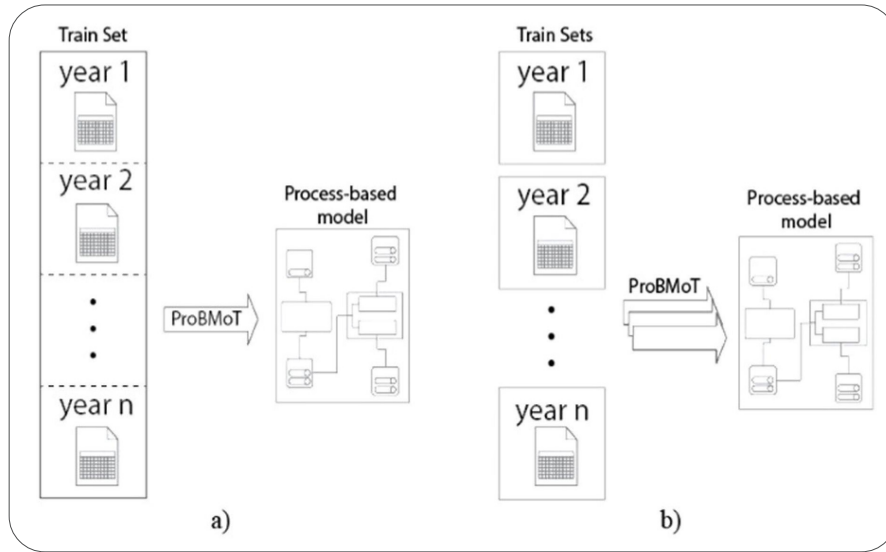 Train Set
year 1
year 2
year n
ProBMoT
Process-based
model
a)
Train Sets
year 1
year 2
year n
ProBMoT
Process-based
model
b)